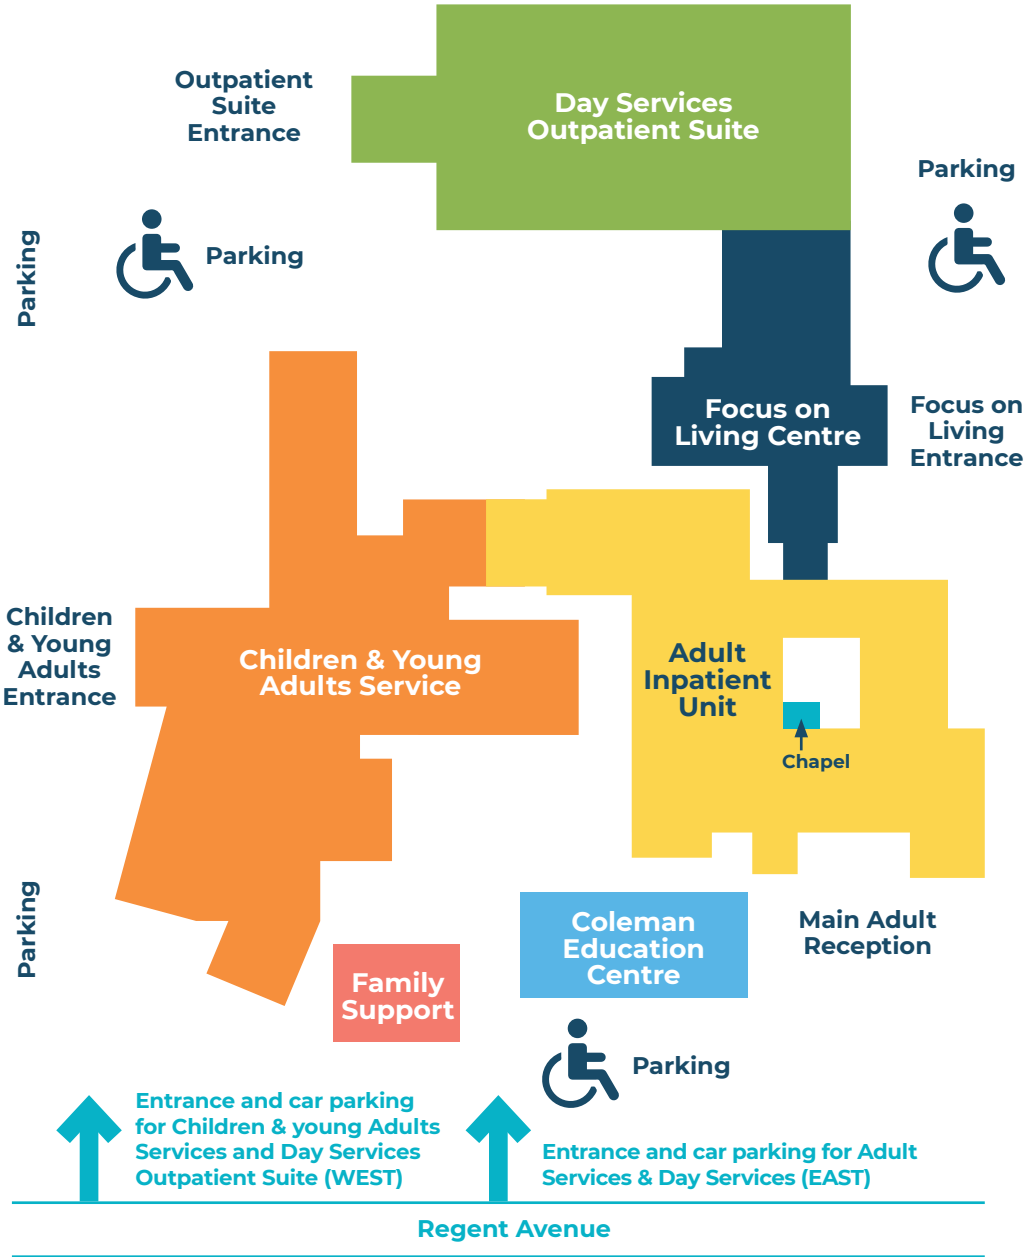 Outpatient
Suite
Entrance
Day Services
Outpatient Suite
Parking
Parking
Parking
Focus on
Living Centre
Focus on
Living
Entrance
Children
& Young
Adults
Entrance
Children & Young
Adults Service
Adult
Inpatient
Unit
Chapel
Parking
Coleman
Education
Centre
Main Adult
Reception
Family
Support
Parking
Entrance and car parking
for Children & young Adults
Services and Day Services
Outpatient Suite (WEST)
Entrance and car parking for Adult
Services & Day Services (EAST)
Regent Avenue